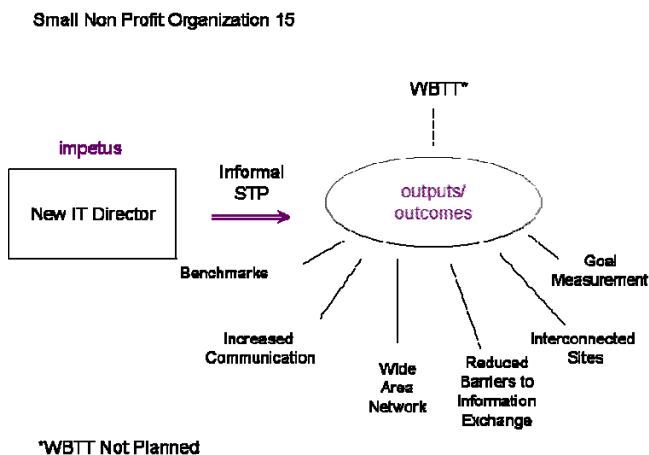 Small Non Profit Organization 15
WBTT*
impetus
Informal
STP
New IT Director
outputs/
outcomes
Benchmarks
Goal
Measurement
Increased
Communication
Interconnected
Sites
Wide
Area
Network
Reduced
Barriers to
Information
Exchange
*WBTT Not Planned